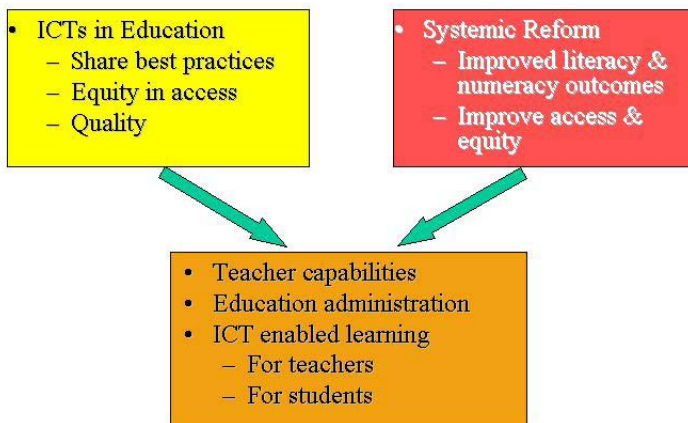 • ICTs in Education
– Share best practices
– Equity in access
– Quality
• Systemic Reform
– Improved literacy &
numeracy outcomes
– Improve access &
equity
• Teacher capabilities
• Education administration
• ICT enabled learning
– For teachers
– For students